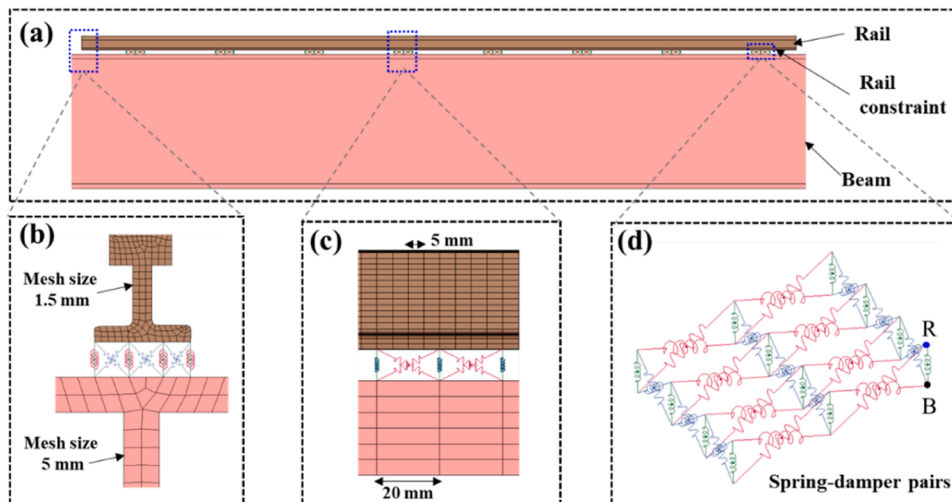 (a)
Rail
Rail
constraint
Beam
(b)
Mesh size
1.5 mm
Mesh size
5 mm
(c)
5 mm
20 mm
(d)
R
B
Spring-damper pairs